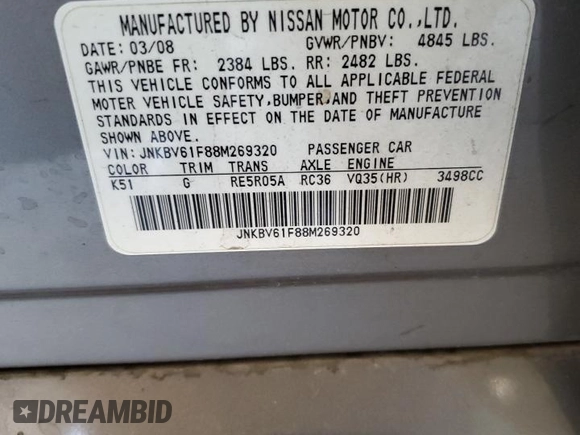 MANUFACTURED BY NISSAN MOTOR CO.,LTD.
DATE: 03/08 GVWR/PNBV: 4845 LBS.
GAWR/PNBE FR: 2384 LBS. RR: 2482 LBS.
THIS VEHICLE CONFORMS TO ALL APPLICABLE FEDERAL
MOTOR VEHICLE SAFETY,BUMPER,AND THEFT PREVENTION
STANDARDS IN EFFECT ON THE DATE OF MANUFACTURE
SHOWN ABOVE.
VIN: JNKBV61F88M269320 PASSENGER CAR
COLOR TRIM TRANS AXLE ENGINE
K51 G RE5R05A RC36 VQ35(HR) 3498CC
JNKBV61F88M269320
DREAMBID